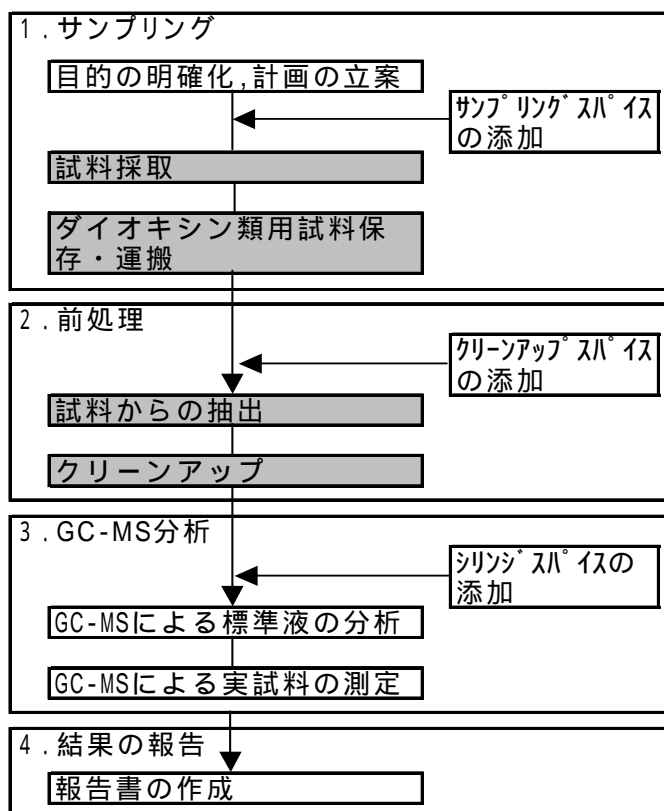 1.サンプリング
目的の明確化,計画の立案
ｻﾝﾌﾟﾘﾝｸﾞｽﾊﾟｲｽ
の添加
試料採取
ダイオキシン類用試料保
存・運搬
2.前処理
ｸﾘｰﾝｱｯﾌﾟｽﾊﾟｲｽ
の添加
試料からの抽出
クリーンアップ
3.GC-MS分析
ｼﾘﾝｼﾞｽﾊﾟｲｽの
添加
GC-MSによる標準液の分析
GC-MSによる実試料の測定
4.結果の報告
報告書の作成